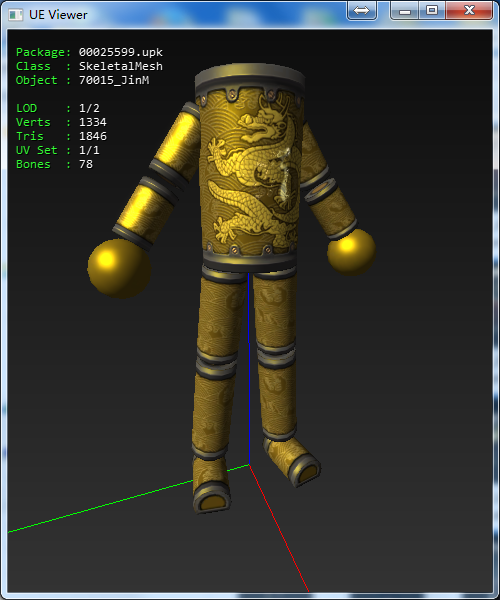 UE Viewer
Package: 00025599.upk
Class  : SkeletalMesh
Object : 70015_JinM
LOD    : 1/2
Verts  : 1334
Tris   : 1846
UV Set : 1/1
Bones  : 78